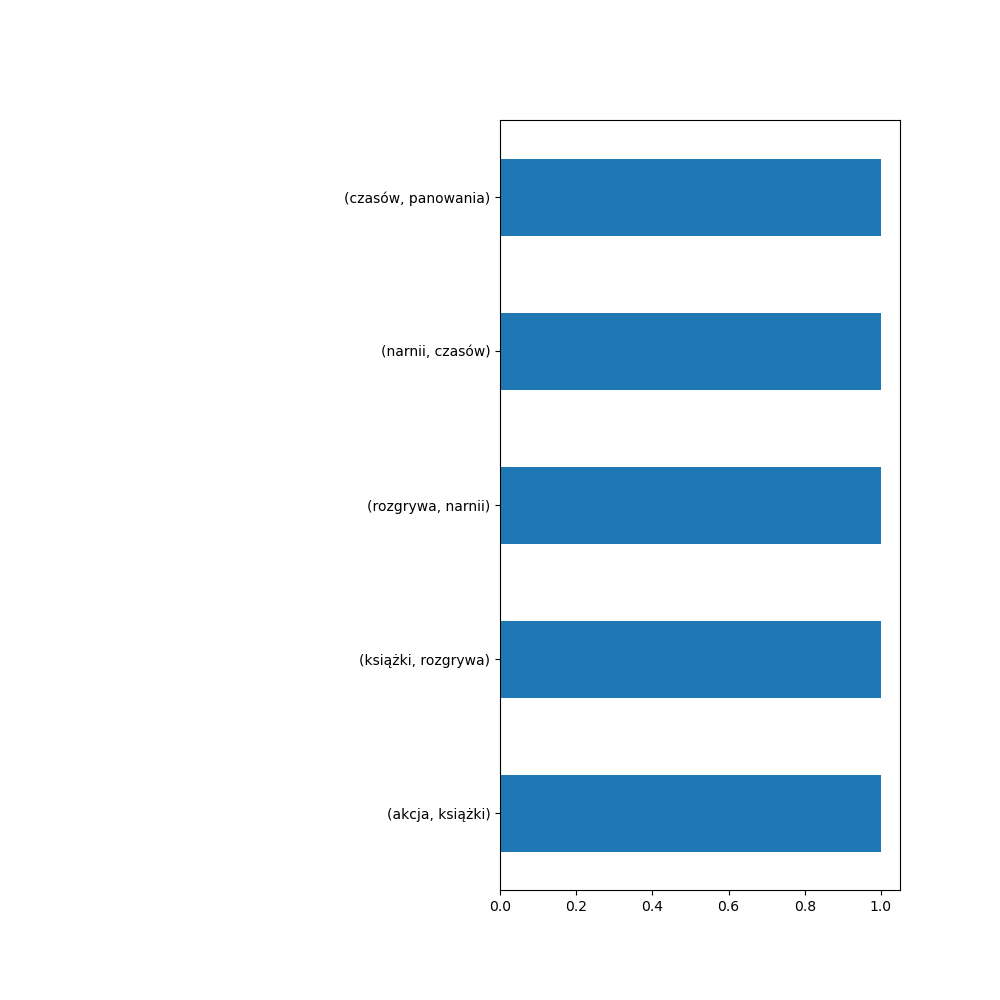 (czasów, panowania)
(narnii, czasów)
(rozgrywa, narnii)
(książki, rozgrywa)
(akcja, książki)
0.0 0.2 0.4 0.6 0.8 1.0